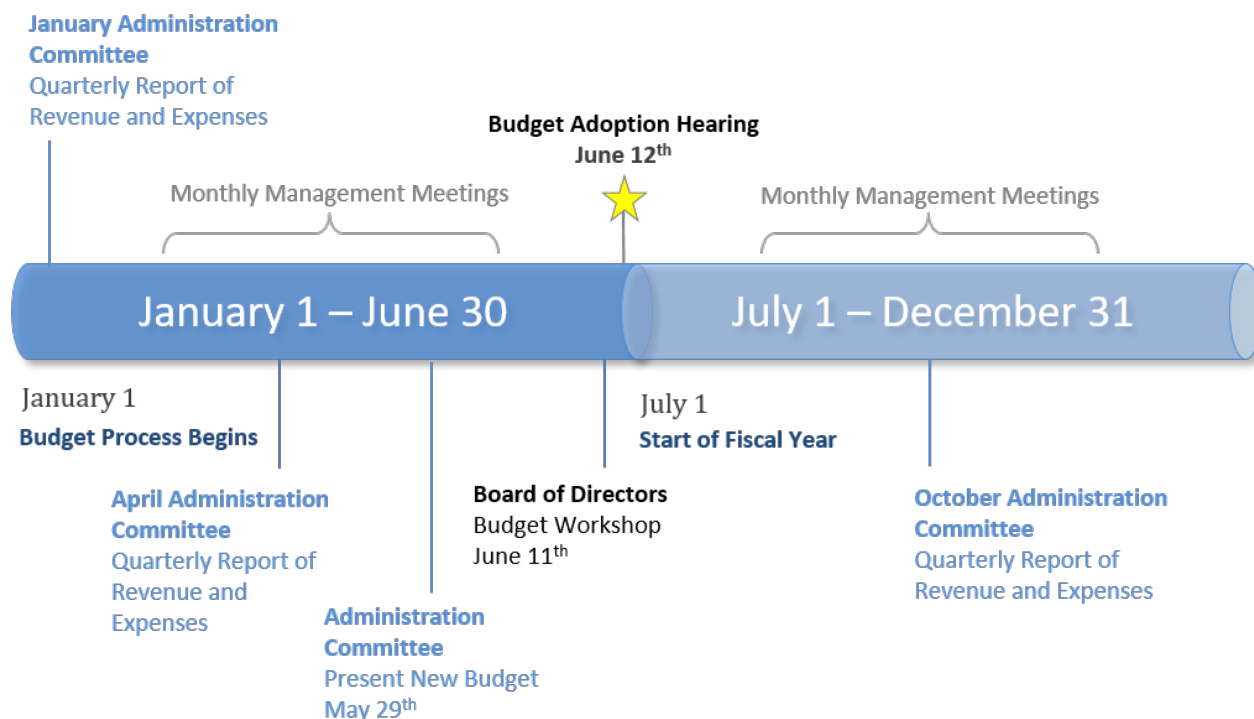 January Administration
Committee
Quarterly Report of
Revenue and Expenses
Budget Adoption Hearing
June 12th
Monthly Management Meetings
Monthly Management Meetings
January 1 – June 30
July 1 – December 31
January 1
Budget Process Begins
July 1
Start of Fiscal Year
April Administration
Committee
Quarterly Report of
Revenue and
Expenses
Administration
Committee
Present New Budget
May 29th
Board of Directors
Budget Workshop
June 11th
October Administration
Committee
Quarterly Report of
Revenue and Expenses